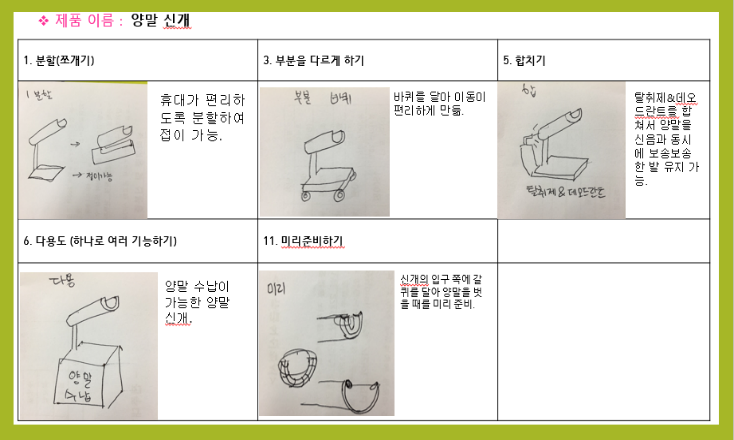 ❖ 제품 이름 : 양말 신개
1. 분할(쪼개기)
3. 부분을 다르게 하기
5. 합치기
1 분할
접이가능
휴대가 편리하
도록 분할하여
접이 가능.
부분 바퀴
바퀴를 달아 이동이
편리하게 만듦.
합
탈취제 & 데오드란트
탈취제&데오
드란트를 합
쳐서 양말을
신음과 동시
에 보송보송
한 발 유지 가
능.
6. 다용도 (하나로 여러 기능하기)
11. 미리준비하기
다용
양말
수납
양말 수납이
가능한 양말
신개.
미리
신개의 입구 쪽에 갈
퀴를 달아 양말을 벗
을 때를 미리 준비.